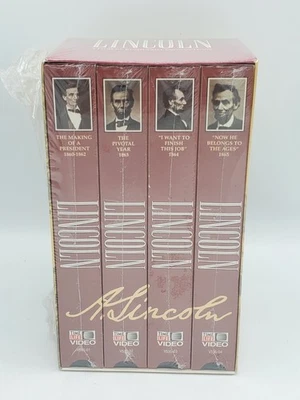 LINCOLN
THE MAKING
OF A
PRESIDENT
1860-1862
THE
PIVOTAL
YEAR
1863
"I WANT TO
FINISH
THIS JOB"
1864
"NOW HE
BELONGS TO
THE AGES"
1865
LINCOLN
LINCOLN
LINCOLN
LINCOLN
A. Lincoln
VIDEO
VIDEO
VIDEO
VIDEO